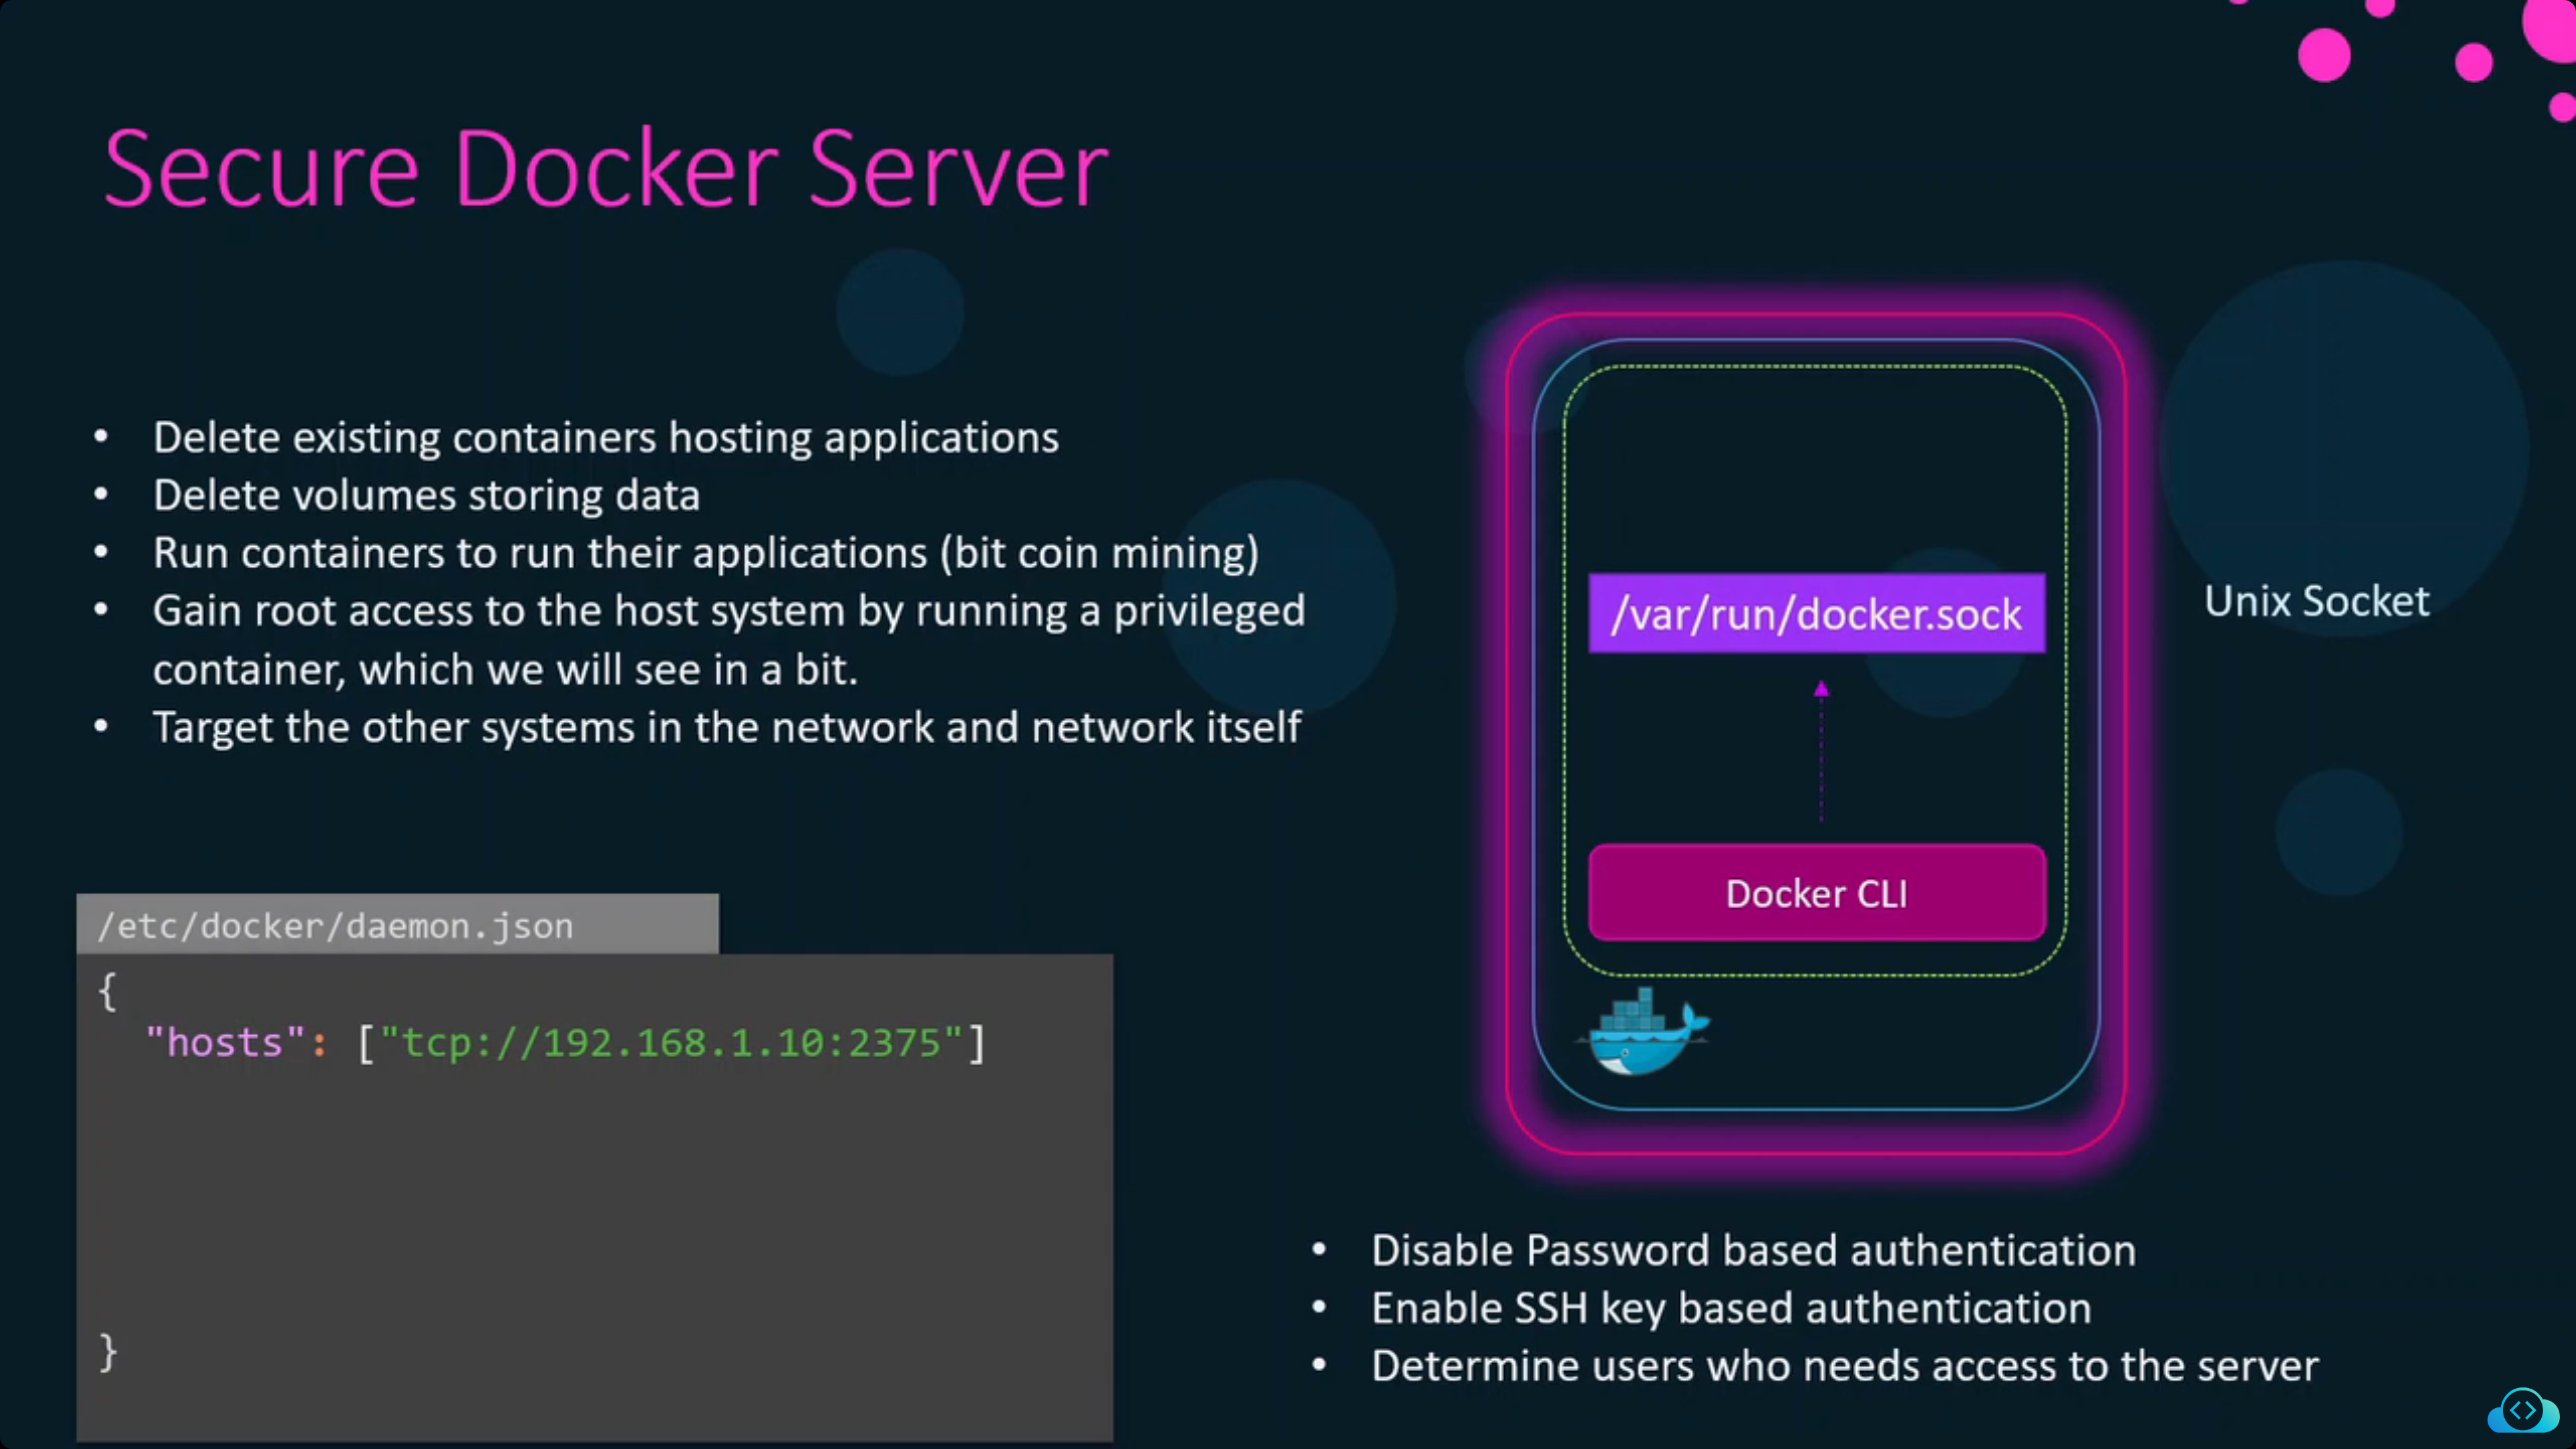 Secure Docker Server
• Delete existing containers hosting applications
• Delete volumes storing data
• Run containers to run their applications (bit coin mining)
• Gain root access to the host system by running a privileged
container, which we will see in a bit.
• Target the other systems in the network and network itself
/etc/docker/daemon.json
{
"hosts": ["tcp://192.168.1.10:2375"]
}
/var/run/docker.sock
Unix Socket
Docker CLI
• Disable Password based authentication
• Enable SSH key based authentication
• Determine users who needs access to the server